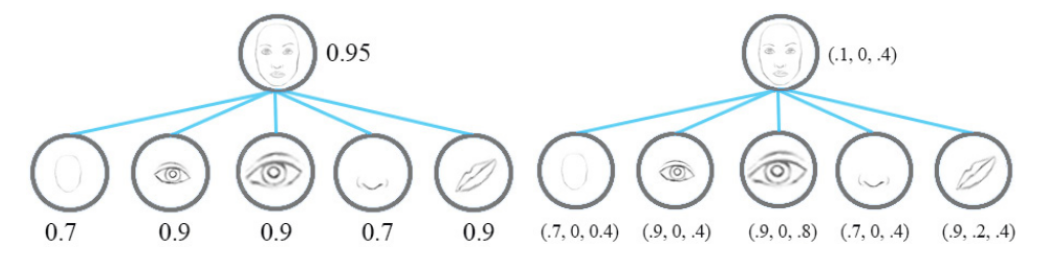 0.95
(.1, 0, .4)
0.7 0.9 0.9 0.7 0.9
(.7, 0, 0.4) (.9, 0, .4) (.9, 0, .8) (.7, 0, .4) (.9, .2, .4)